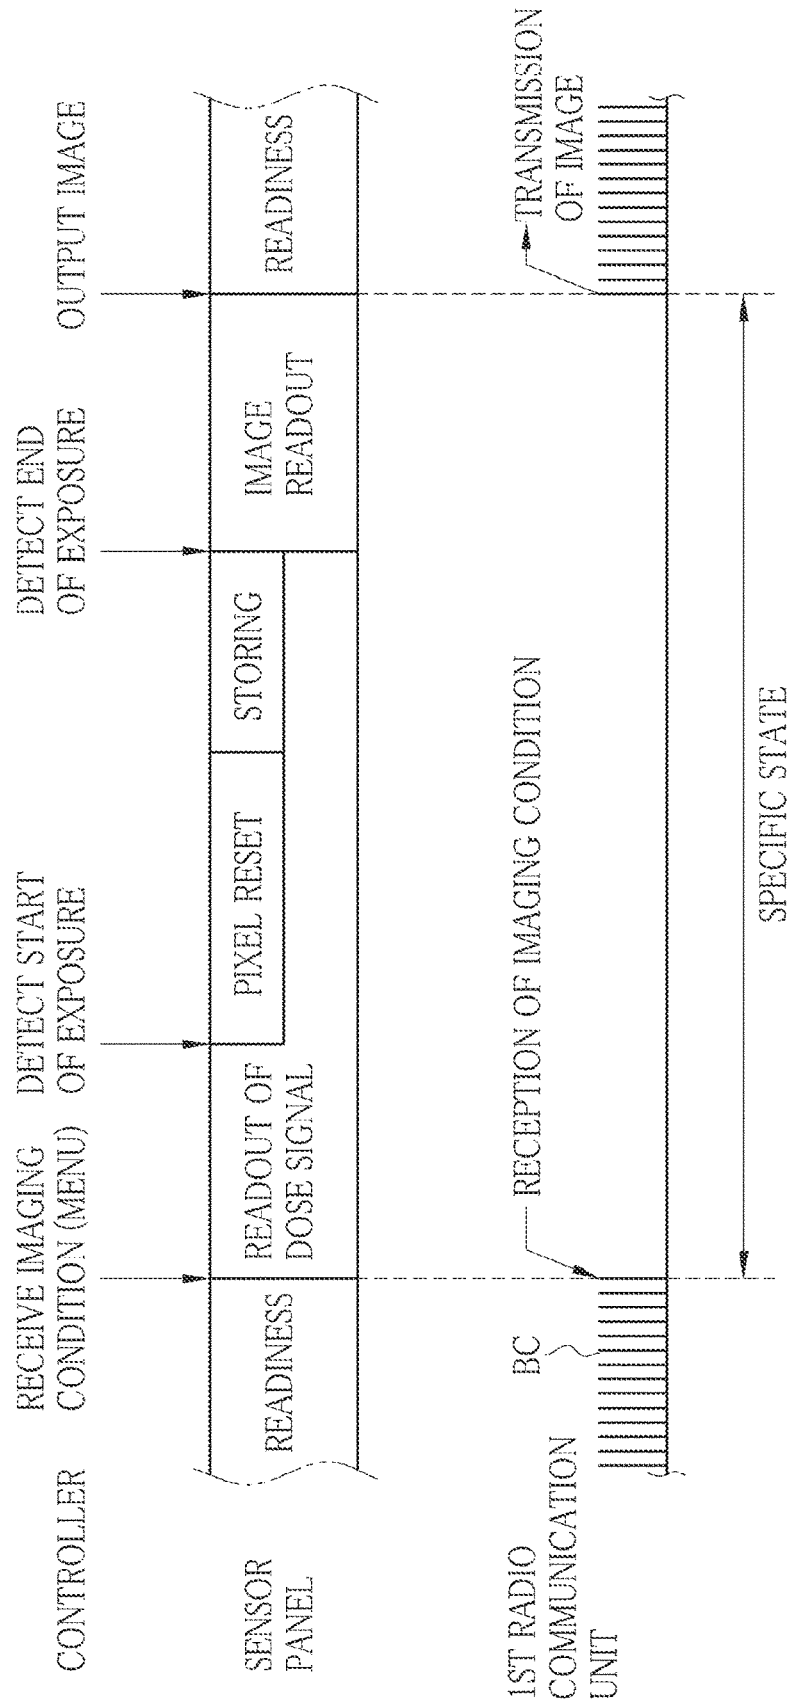 CONTROLLER
RECEIVE IMAGING
CONDITION (MENU)
DETECT START
OF EXPOSURE
DETECT END
OF EXPOSURE
OUTPUT IMAGE
SENSOR
PANEL
READINESS
READOUT OF
DOSE SIGNAL
PIXEL RESET
STORING
IMAGE
READOUT
READINESS
1ST RADIO
COMMUNICATION
UNIT
BC
RECEPTION OF IMAGING CONDITION
TRANSMISSION
OF IMAGE
SPECIFIC STATE